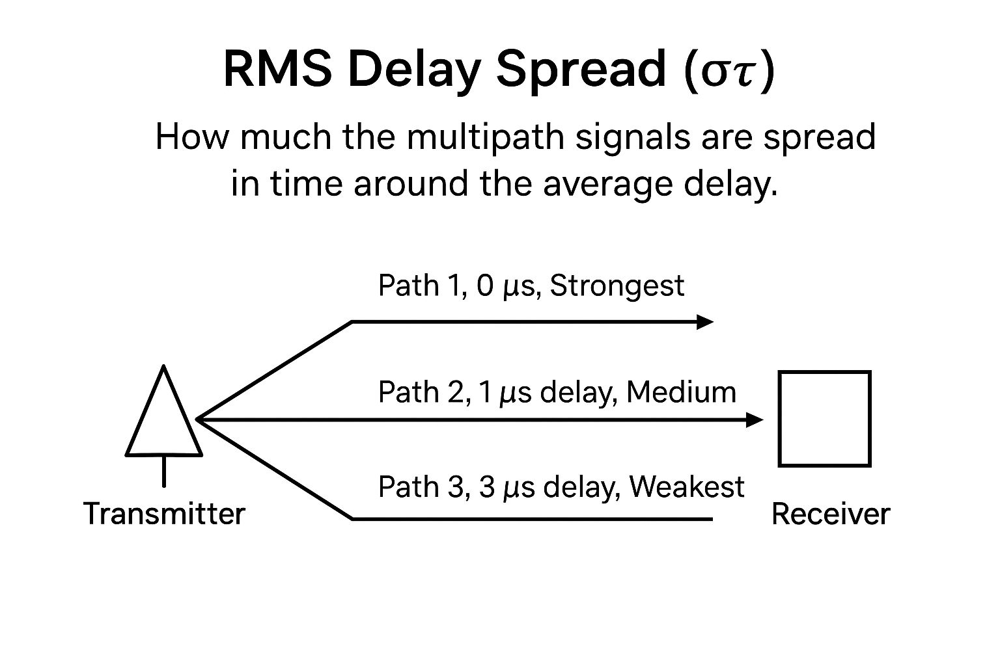 RMS Delay Spread (στ)
How much the multipath signals are spread
in time around the average delay.
Path 1, 0 μs, Strongest
Path 2, 1 μs delay, Medium
Path 3, 3 μs delay, Weakest
Transmitter
Receiver